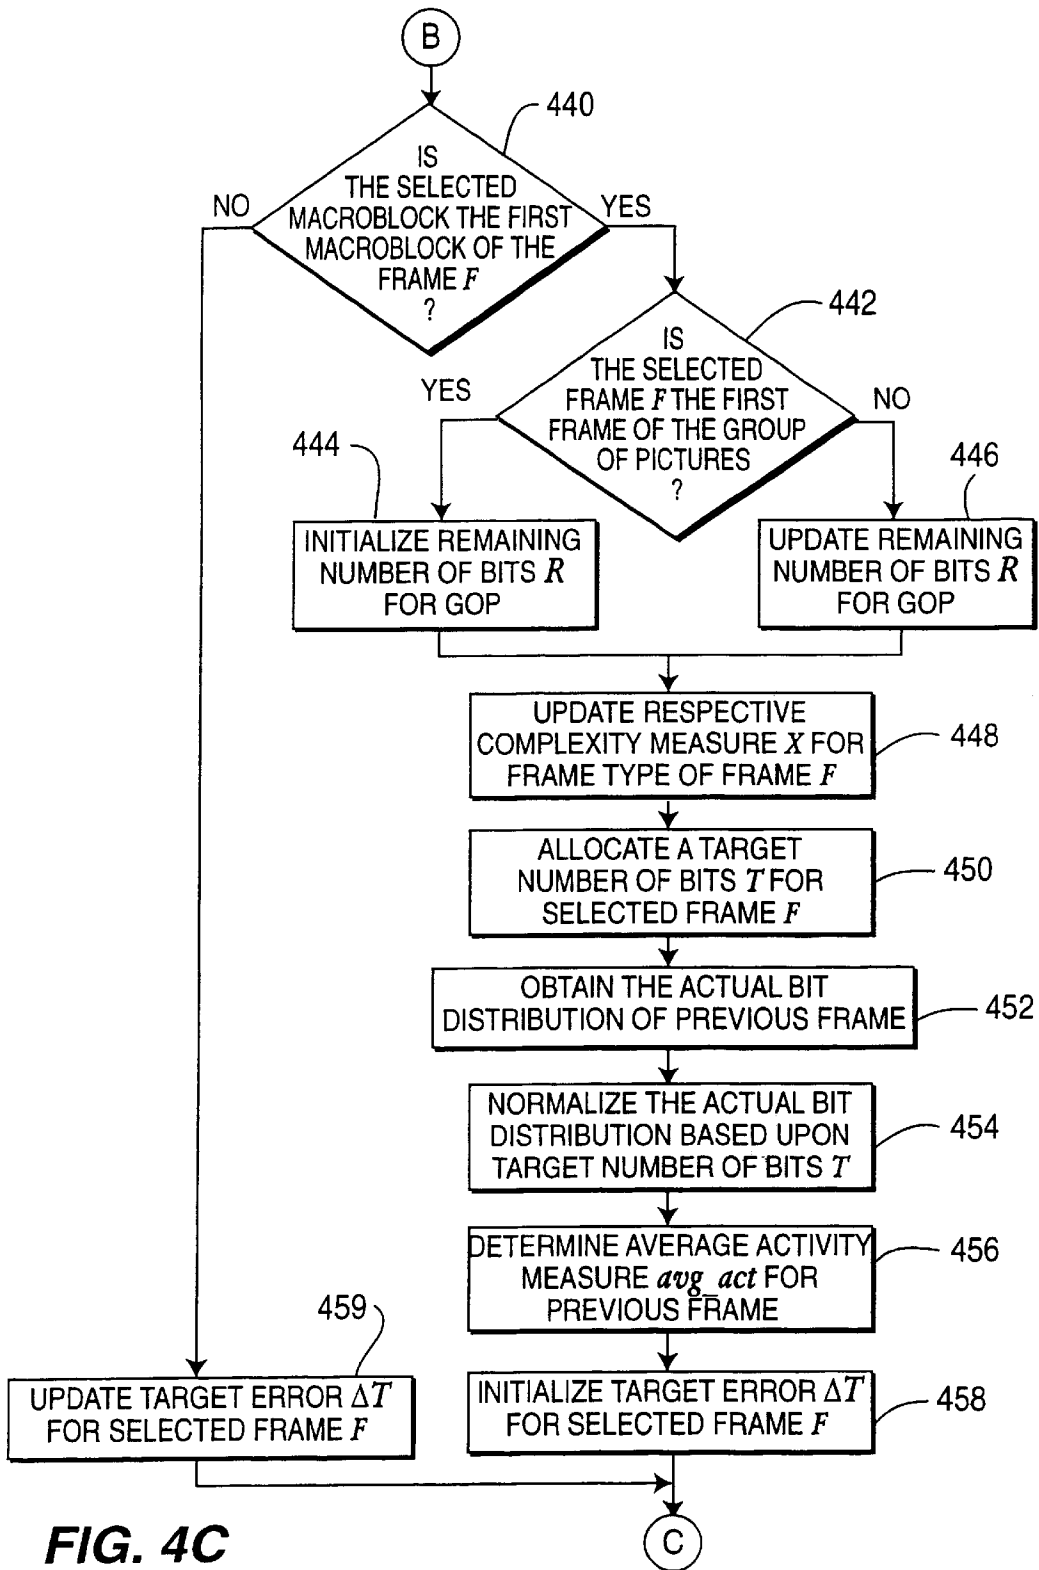 B
440
IS
THE SELECTED
MACROBLOCK THE FIRST
MACROBLOCK OF THE
FRAME F
?
NO
YES
442
IS
THE SELECTED
FRAME F THE FIRST
FRAME OF THE GROUP
OF PICTURES
?
YES
NO
444
INITIALIZE REMAINING
NUMBER OF BITS R
FOR GOP
446
UPDATE REMAINING
NUMBER OF BITS R
FOR GOP
UPDATE RESPECTIVE
COMPLEXITY MEASURE X FOR
FRAME TYPE OF FRAME F
448
ALLOCATE A TARGET
NUMBER OF BITS T FOR
SELECTED FRAME F
450
OBTAIN THE ACTUAL BIT
DISTRIBUTION OF PREVIOUS FRAME
452
NORMALIZE THE ACTUAL BIT
DISTRIBUTION BASED UPON
TARGET NUMBER OF BITS T
454
DETERMINE AVERAGE ACTIVITY
MEASURE avg_act FOR
PREVIOUS FRAME
456
459
UPDATE TARGET ERROR ΔT
FOR SELECTED FRAME F
INITIALIZE TARGET ERROR ΔT
FOR SELECTED FRAME F
458
C
FIG. 4C